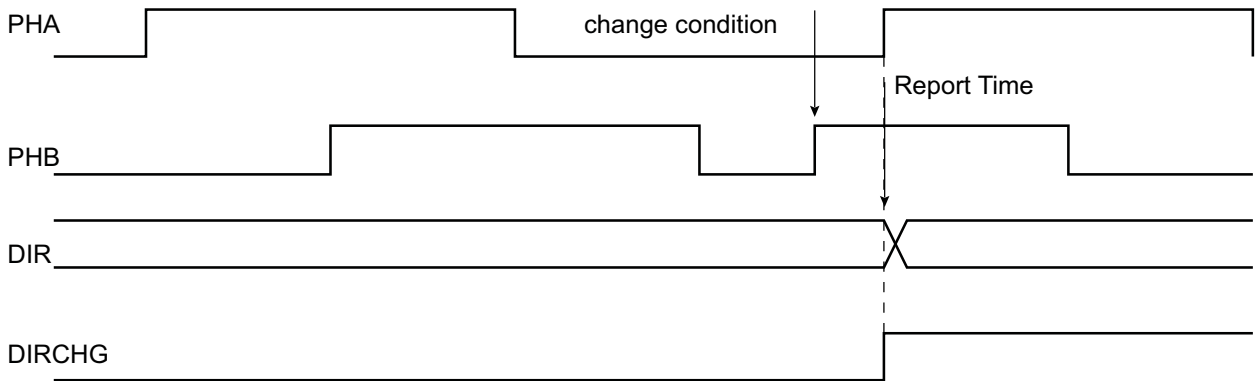 PHA
change condition
Report Time
PHB
DIR
DIRCHG